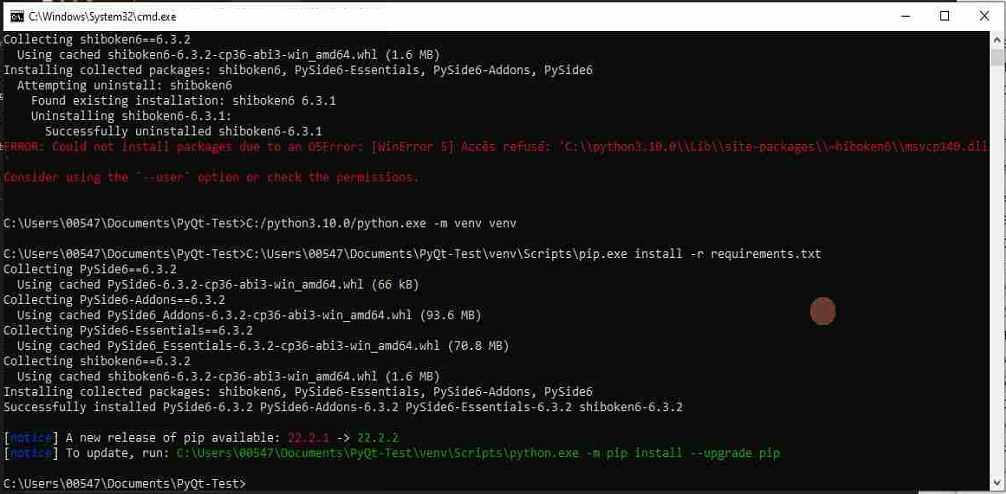 C:\Windows\System32\cmd.exe
Collecting shiboken6==6.3.2
Using cached shiboken6-6.3.2-cp36-abi3-win_amd64.whl (1.6 MB)
Installing collected packages: shiboken6, PySide6-Essentials, PySide6-Addons, PySide6
Attempting uninstall: shiboken6
Found existing installation: shiboken6 6.3.1
Uninstalling shiboken6-6.3.1:
Successfully uninstalled shiboken6-6.3.1
ERROR: Could not install packages due to an OSError: [WinError 5] Accès refusé: 'C:\\python3.10.0\\Lib\\site-packages\\~hiboken6\\msvcp140.dll
'
Consider using the `--user` option or check the permissions.
C:\Users\00547\Documents\PyQt-Test>C:/python3.10.0/python.exe -m venv venv
C:\Users\00547\Documents\PyQt-Test>C:\Users\00547\Documents\PyQt-Test\venv\Scripts\pip.exe install -r requirements.txt
Collecting PySide6==6.3.2
Using cached PySide6-6.3.2-cp36-abi3-win_amd64.whl (66 kB)
Collecting PySide6-Addons==6.3.2
Using cached PySide6_Addons-6.3.2-cp36-abi3-win_amd64.whl (93.6 MB)
Collecting PySide6-Essentials==6.3.2
Using cached PySide6_Essentials-6.3.2-cp36-abi3-win_amd64.whl (70.8 MB)
Collecting shiboken6==6.3.2
Using cached shiboken6-6.3.2-cp36-abi3-win_amd64.whl (1.6 MB)
Installing collected packages: shiboken6, PySide6-Essentials, PySide6-Addons, PySide6
Successfully installed PySide6-6.3.2 PySide6-Addons-6.3.2 PySide6-Essentials-6.3.2 shiboken6-6.3.2
[notice] A new release of pip available: 22.2.1 -> 22.2.2
[notice] To update, run: C:\Users\00547\Documents\PyQt-Test\venv\Scripts\python.exe -m pip install --upgrade pip
C:\Users\00547\Documents\PyQt-Test>